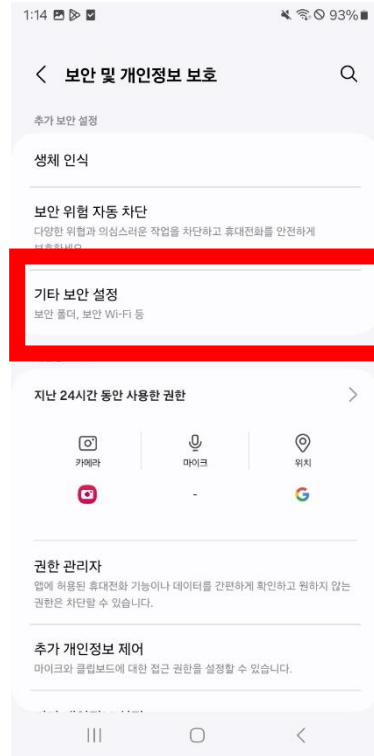 1:14
93%
보안 및 개인정보 보호
추가 보안 설정
생체 인식
보안 위험 자동 차단
다양한 위협과 의심스러운 작업을 차단하고 휴대전화를 안전하게
기타 보안 설정
보안 폴더, 보안 Wi-Fi 등
지난 24시간 동안 사용한 권한
카메라
마이크
위치
-
G
권한 관리자
앱에 허용된 휴대전화 기능이나 데이터를 간편하게 확인하고 원하지 않는
권한은 차단할 수 있습니다.
추가 개인정보 제어
마이크와 클립보드에 대한 접근 권한을 설정할 수 있습니다.